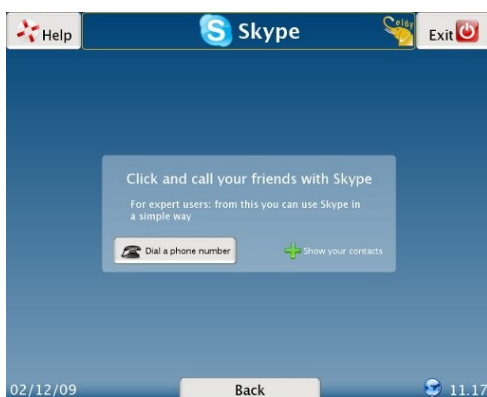 Help
Skype
Exit
Click and call your friends with Skype
For expert users: from this you can use Skype in
a simple way
Dial a phone number
Show your contacts
02/12/09
Back
11.17